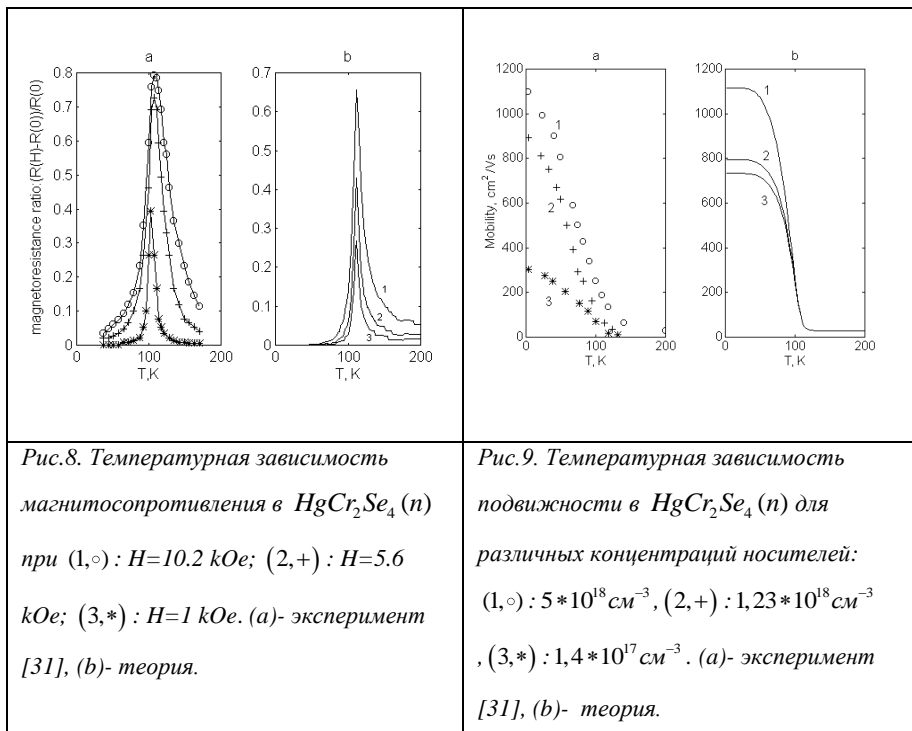 a
b
magnetoresistance ratio:(R(H)-R(0))/R(0)
0.8
0.7
0.6
0.5
0.4
0.3
0.2
0.1
0
0
100
200
T,K
0.7
0.6
0.5
0.4
0.3
0.2
0.1
0
0
100
200
T, K
1
2
3
a
b
Mobility, cm²/Vs
1200
1000
800
600
400
200
0
0
100
200
T, K
1
2
3
1200
1000
800
600
400
200
0
0
100
200
T, K
1
2
3
Рис.8. Температурная зависимость
магнитосопротивления в HgCr₂Se₄ (n)
при (1,○) : H=10.2 kOe; (2,+) : H=5.6
kOe; (3,*) : H=1 kOe. (a)- эксперимент
[31], (b)- теория.
Рис.9. Температурная зависимость
подвижности в HgCr₂Se₄ (n) для
различных концентраций носителей:
(1,○) : 5*10¹⁸ см⁻³, (2,+) : 1,23*10¹⁸ см⁻³
, (3,*) : 1,4*10¹⁷ см⁻³. (a)- эксперимент
[31], (b)- теория.